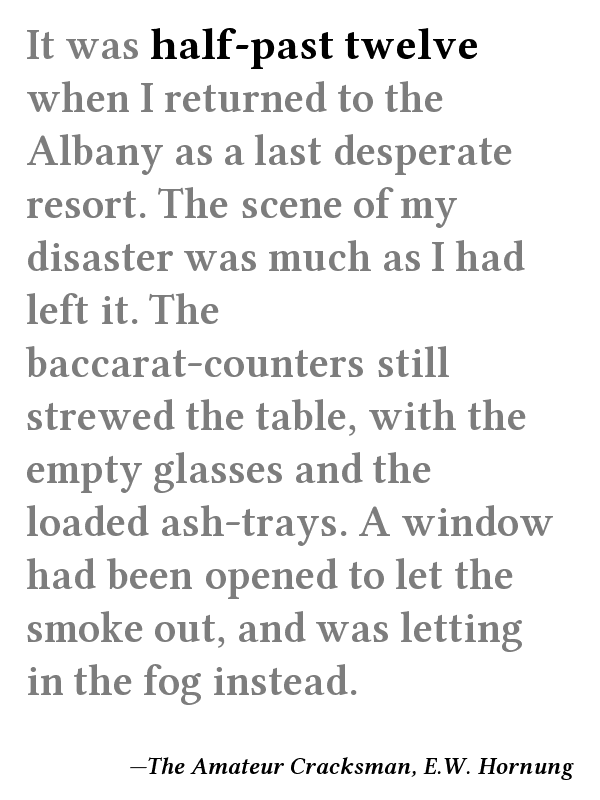 It was half-past twelve
when I returned to the
Albany as a last desperate
resort. The scene of my
disaster was much as I had
left it. The
baccarat-counters still
strewed the table, with the
empty glasses and the
loaded ash-trays. A window
had been opened to let the
smoke out, and was letting
in the fog instead.
—The Amateur Cracksman, E.W. Hornung